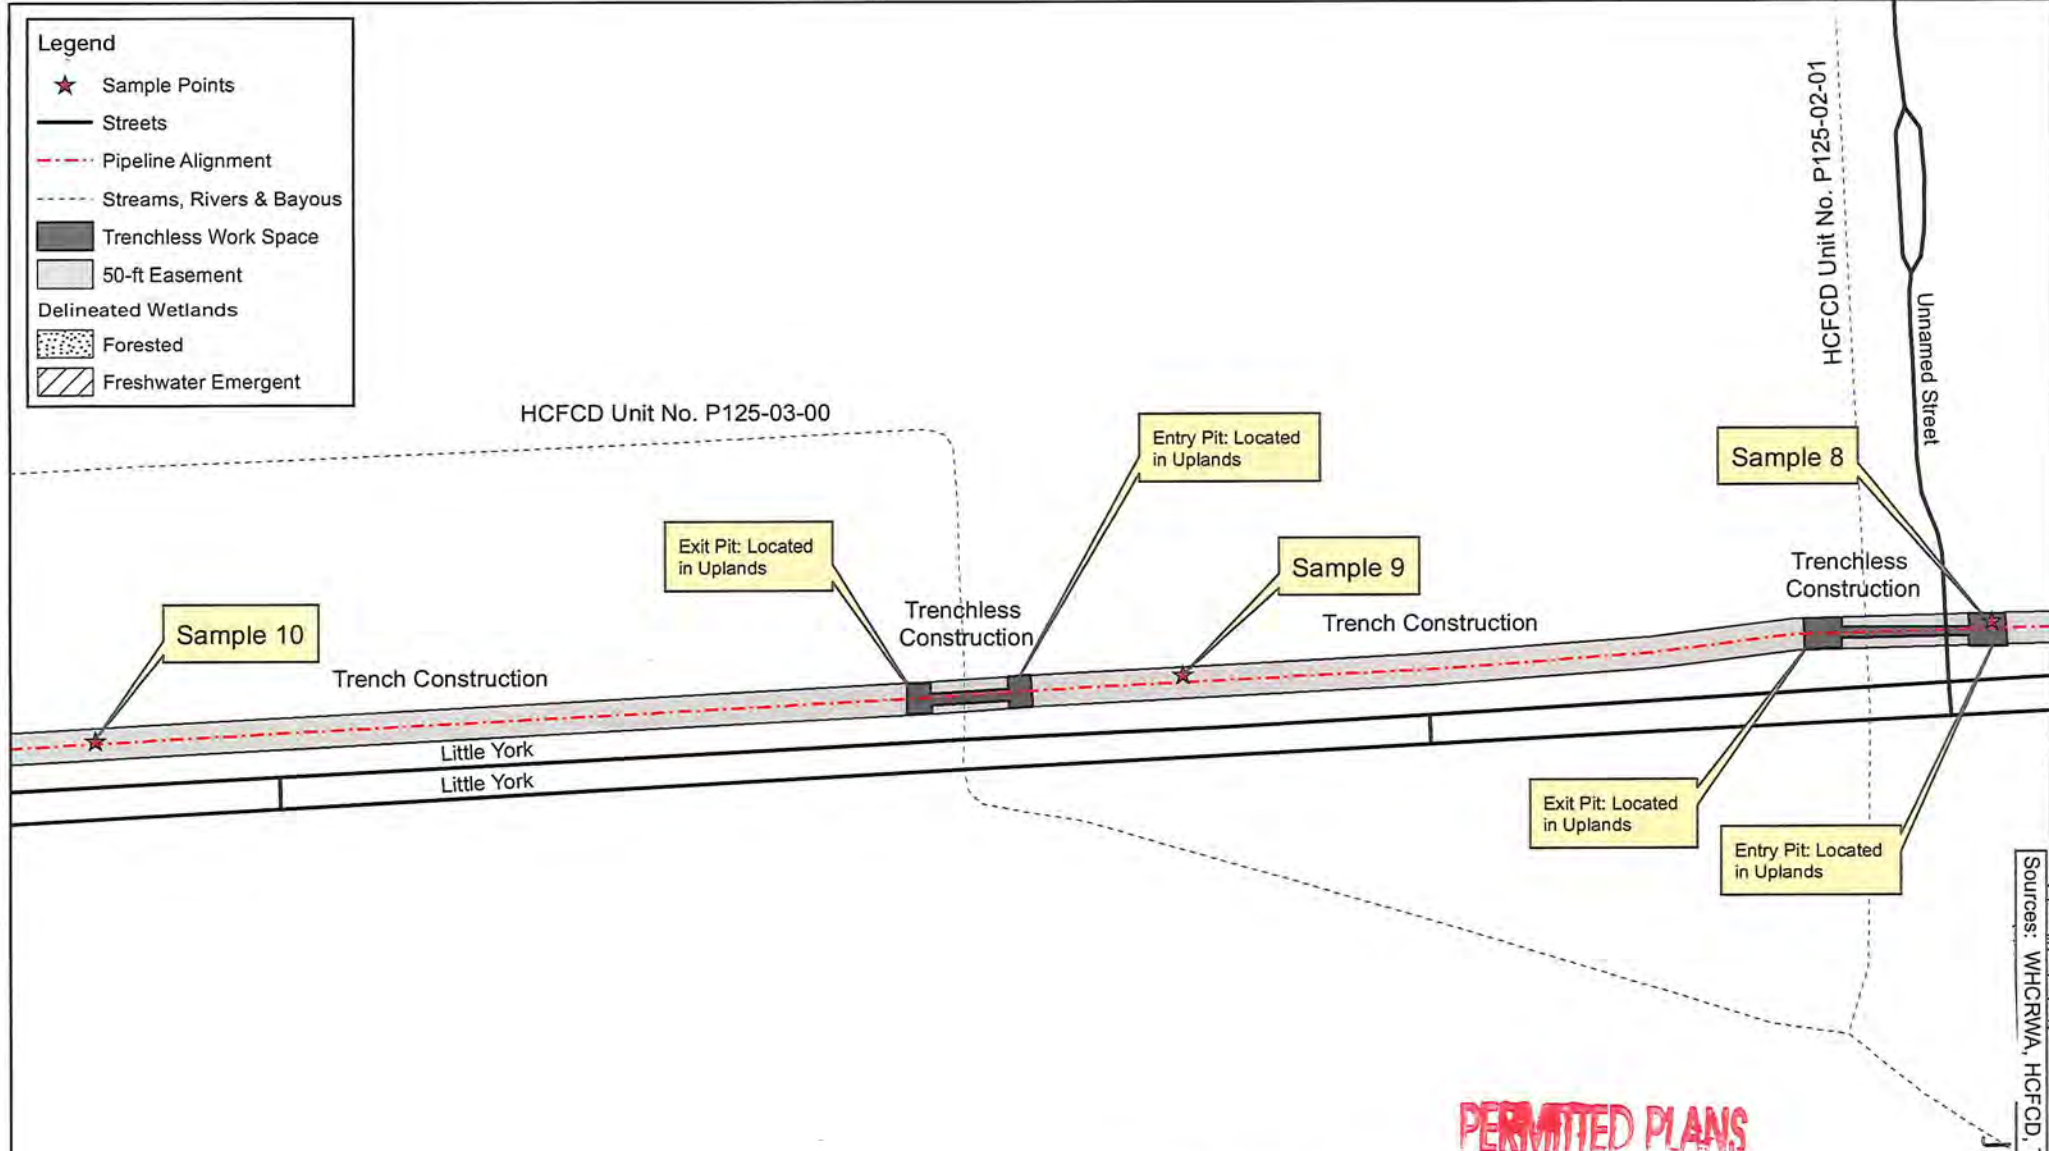 Legend
Sample Points
Streets
Pipeline Alignment
Streams, Rivers & Bayous
Trenchless Work Space
50-ft Easement
Delineated Wetlands
Forested
Freshwater Emergent
HCFCD Unit No. P125-02-01
Unnamed Street
HCFCD Unit No. P125-03-00
Entry Pit: Located
in Uplands
Sample 8
Exit Pit: Located
in Uplands
Sample 9
Trenchless
Construction
Trenchless
Construction
Sample 10
Trench Construction
Trench Construction
Little York
Little York
Exit Pit: Located
in Uplands
Entry Pit: Located
in Uplands
Sources: WHCRWA, HCFCD,
PERMITTED PLANS